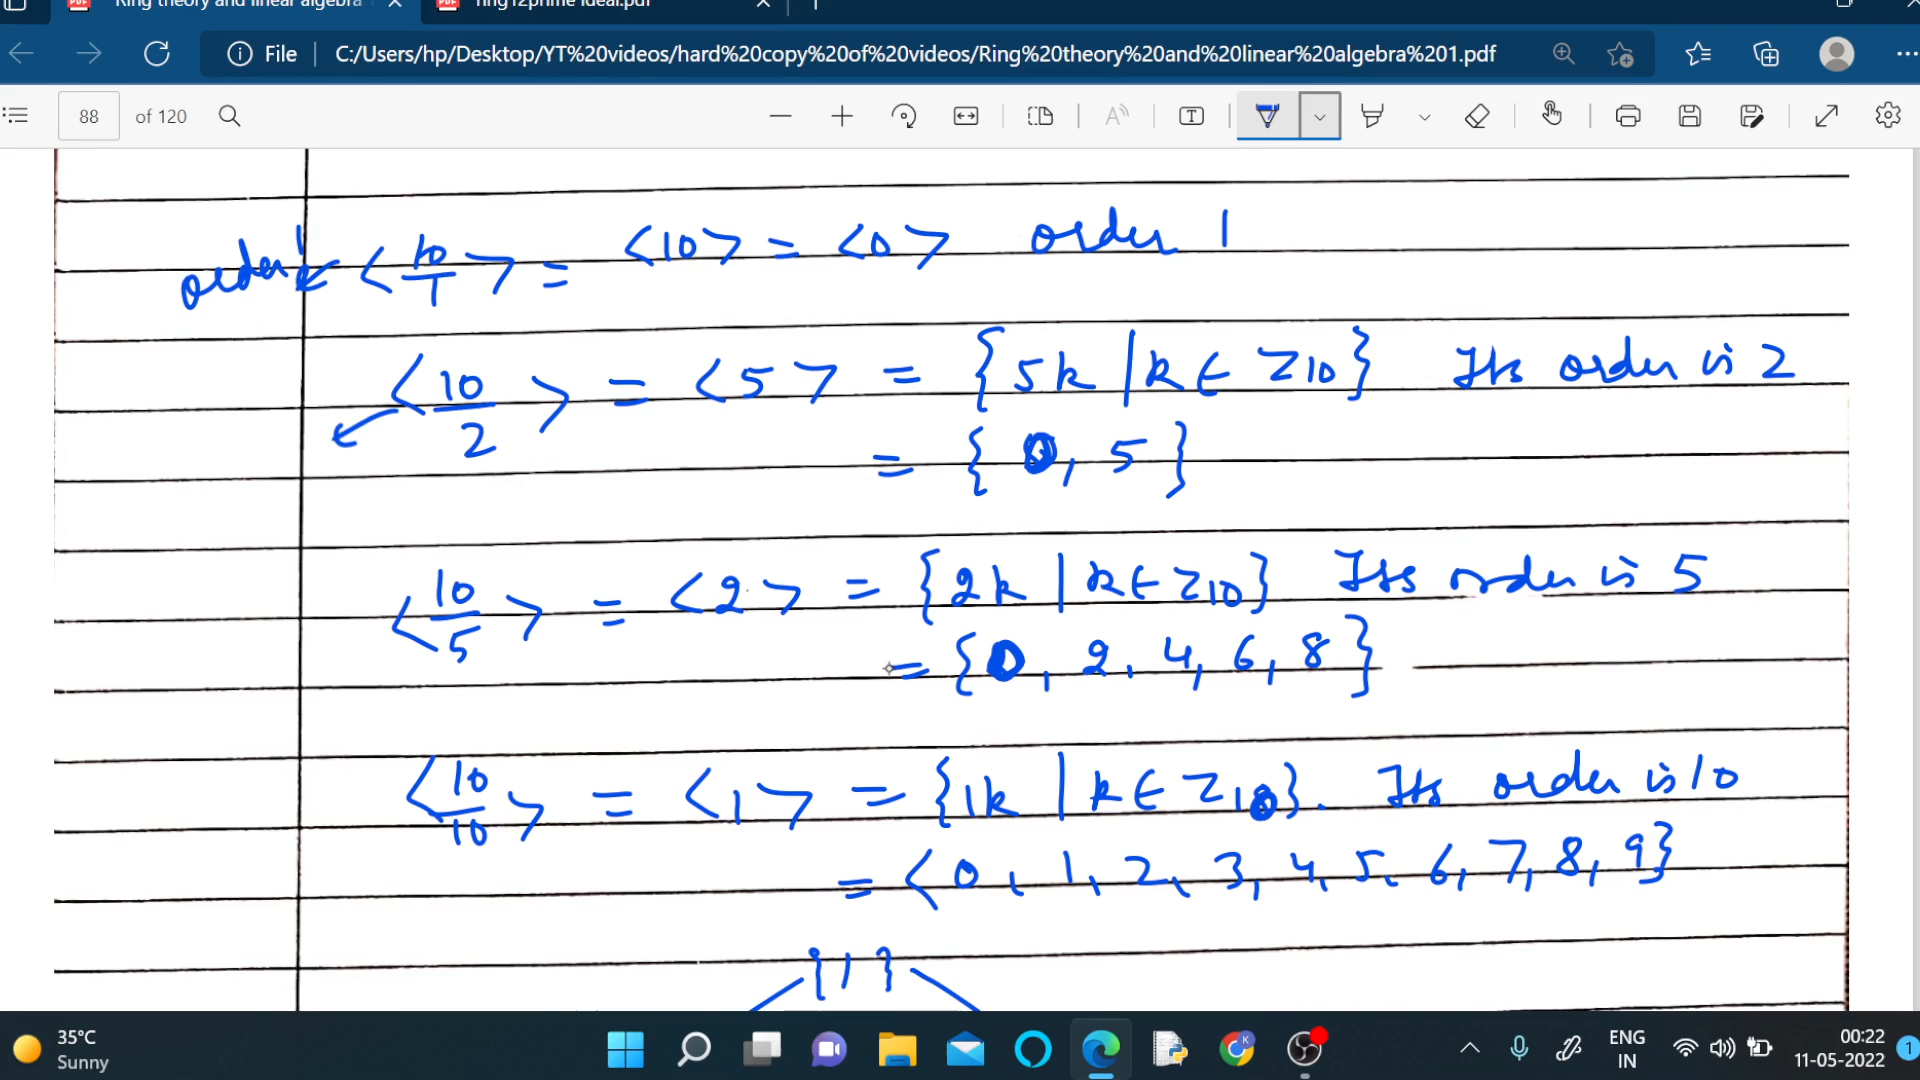 Ring theory and linear algebra
ring12prime ideal.pdf
File C:/Users/hp/Desktop/YT%20videos/hard%20copy%20of%20videos/Ring%20theory%20and%20linear%20algebra%201.pdf
88 of 120
order 1 < 10/1 > = <10> = <0> order 1
< 10/2 > = <5> = {5k | k ∈ Z10} Its order is 2
= {0, 5}
< 10/5 > = <2> = {2k | k ∈ Z10} Its order is 5
= {0, 2, 4, 6, 8}
< 10/10 > = <1> = {1k | k ∈ Z10}. Its order is 10
= <0, 1, 2, 3, 4, 5, 6, 7, 8, 9}
{1}
35°C
Sunny
ENG
IN
00:22
11-05-2022
1